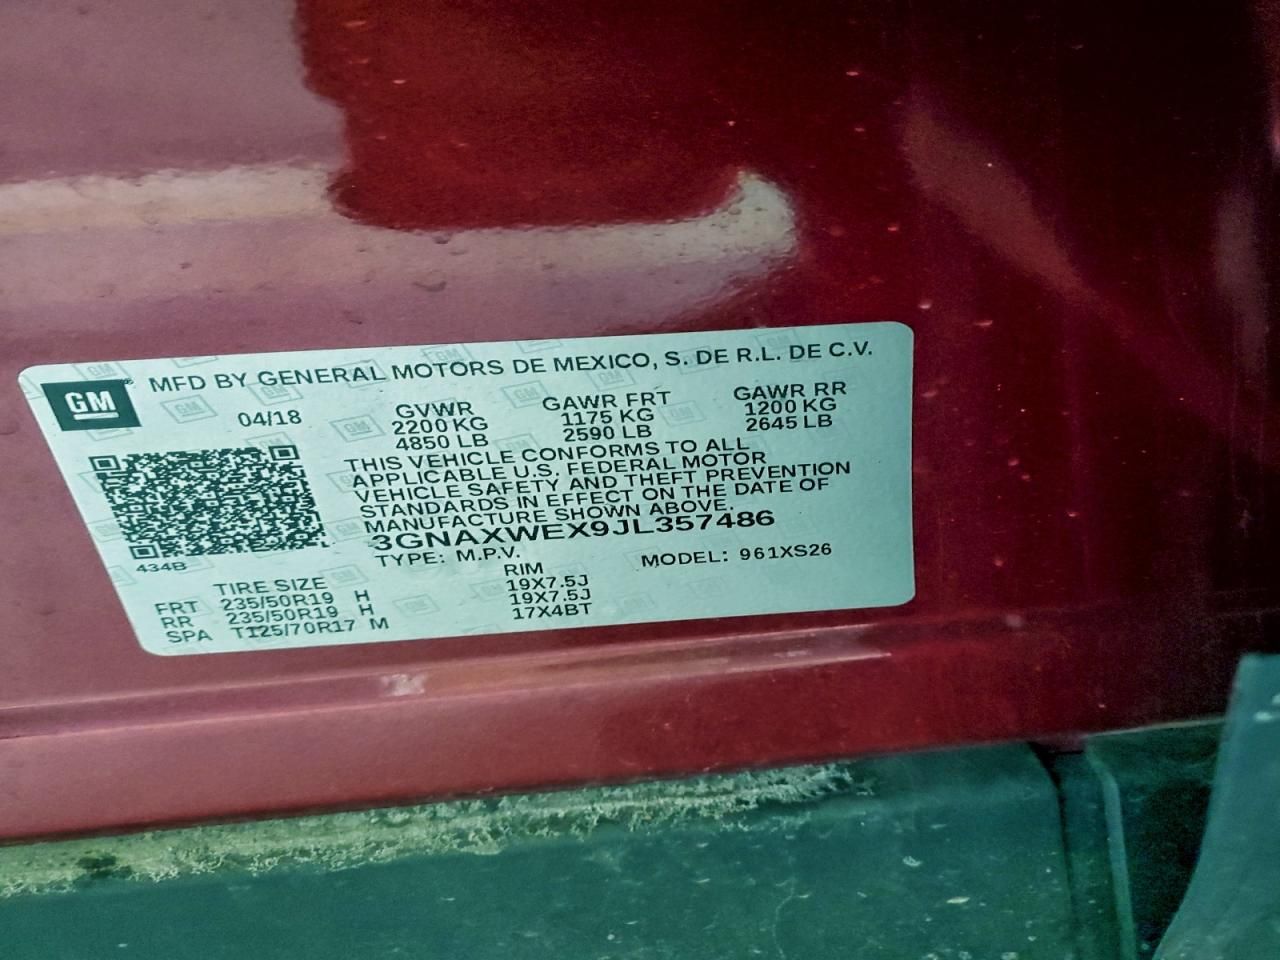 GM
MFD BY GENERAL MOTORS DE MEXICO, S. DE R.L. DE C.V.
04/18 GVWR GAWR FRT GAWR RR
2200 KG 1175 KG 1200 KG
4850 LB 2590 LB 2645 LB
THIS VEHICLE CONFORMS TO ALL
APPLICABLE U.S. FEDERAL MOTOR
VEHICLE SAFETY AND THEFT PREVENTION
STANDARDS IN EFFECT ON THE DATE OF
MANUFACTURE SHOWN ABOVE.
3GNAXWEX9JL357486
434B TYPE: M.P.V. MODEL: 961XS26
TIRE SIZE RIM
FRT 235/50R19 H 19X7.5J
RR 235/50R19 H 19X7.5J
SPA T125/70R17 M 17X4BT